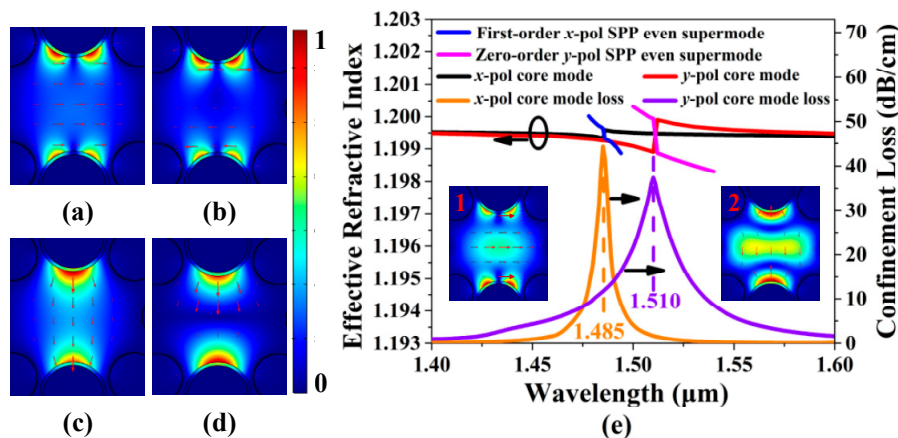 1
0
(a)
(b)
(c)
(d)
Effective Refractive Index
1.203
1.202
1.201
1.200
1.199
1.198
1.197
1.196
1.195
1.194
1.193
First-order x-pol SPP even supermode
Zero-order y-pol SPP even supermode
x-pol core mode
y-pol core mode
x-pol core mode loss
y-pol core mode loss
1
2
1.510
1.485
70
60
50
40
30
20
10
0
Confinement Loss (dB/cm)
1.40
1.45
1.50
1.55
1.60
Wavelength (μm)
(e)